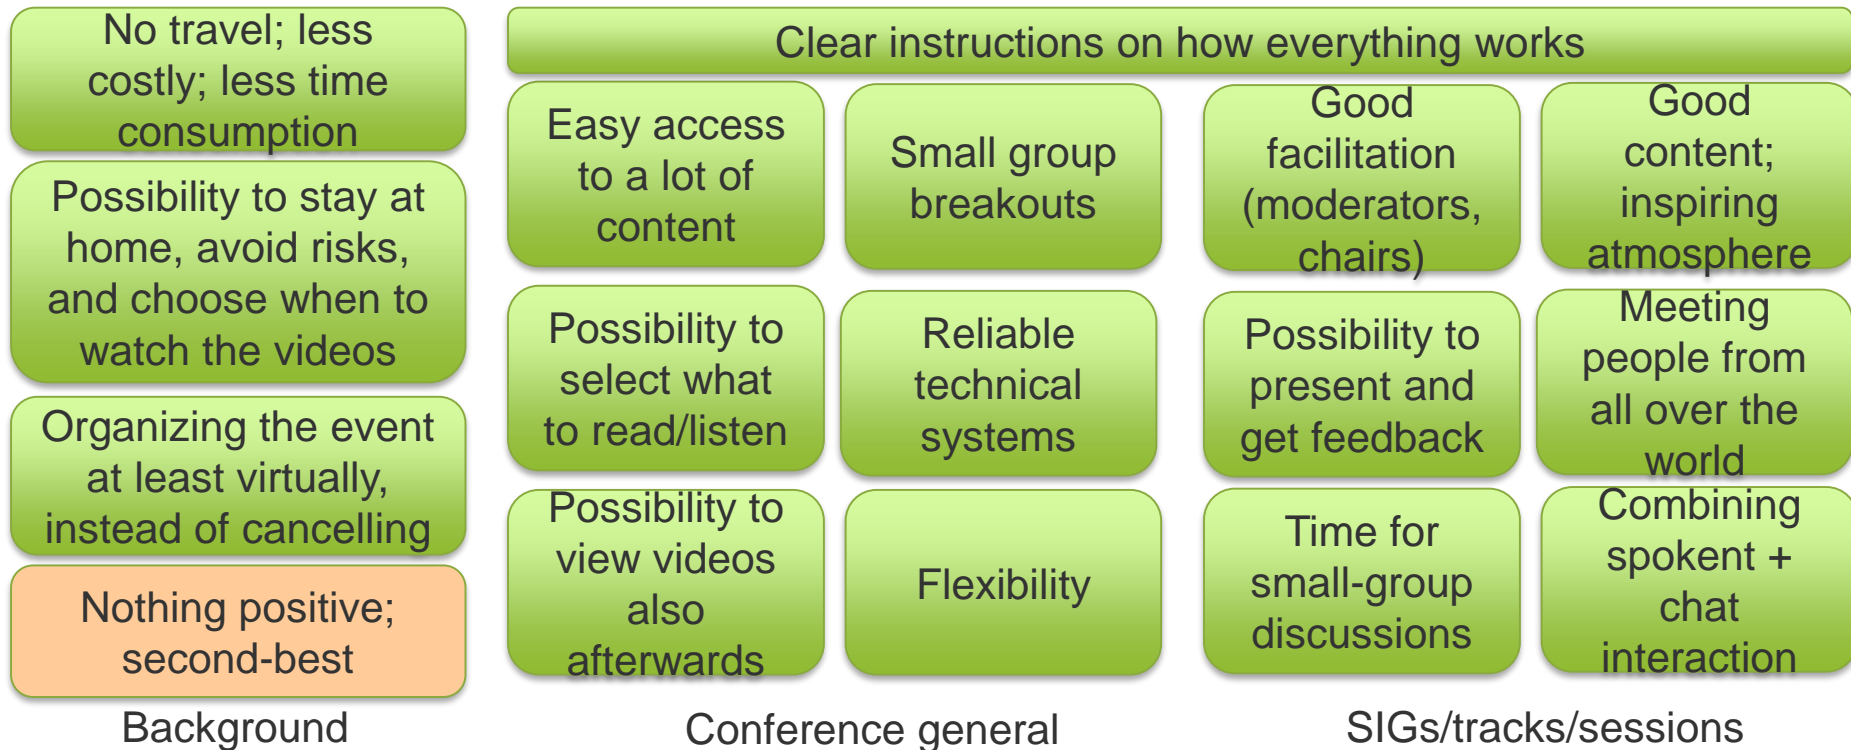 No travel; less
costly; less time
consumption
Possibility to stay at
home, avoid risks,
and choose when to
watch the videos
Organizing the event
at least virtually,
instead of cancelling
Nothing positive;
second-best
Background
Clear instructions on how everything works
Easy access
to a lot of
content
Small group
breakouts
Possibility to
select what
to read/listen
Reliable
technical
systems
Possibility to
view videos
also
afterwards
Flexibility
Conference general
Good
facilitation
(moderators,
chairs)
Good
content;
inspiring
atmosphere
Possibility to
present and
get feedback
Meeting
people from
all over the
world
Time for
small-group
discussions
Combining
spokent +
chat
interaction
SIGs/tracks/sessions